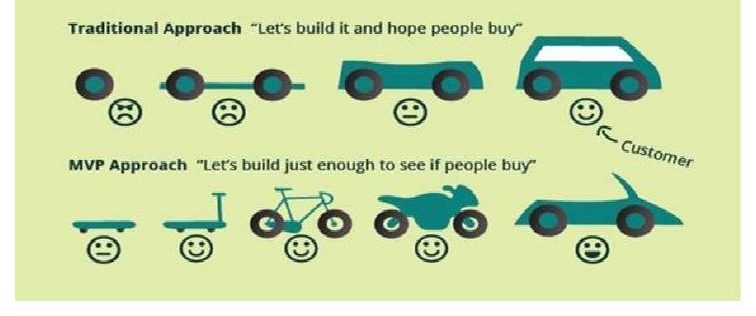 Traditional Approach "Let's build it and hope people buy"
Customer
MVP Approach "Let's build just enough to see if people buy"